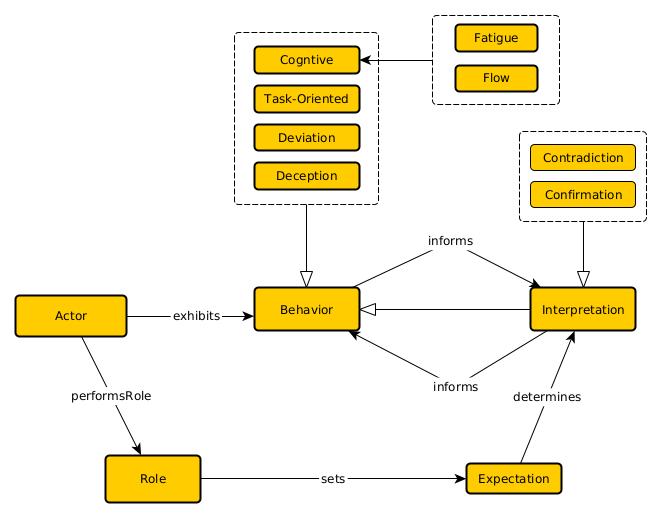 Fatigue
Flow
Cogntive
Task-Oriented
Deviation
Deception
Contradiction
Confirmation
informs
Actor
exhibits
Behavior
Interpretation
informs
performsRole
determines
Role
sets
Expectation